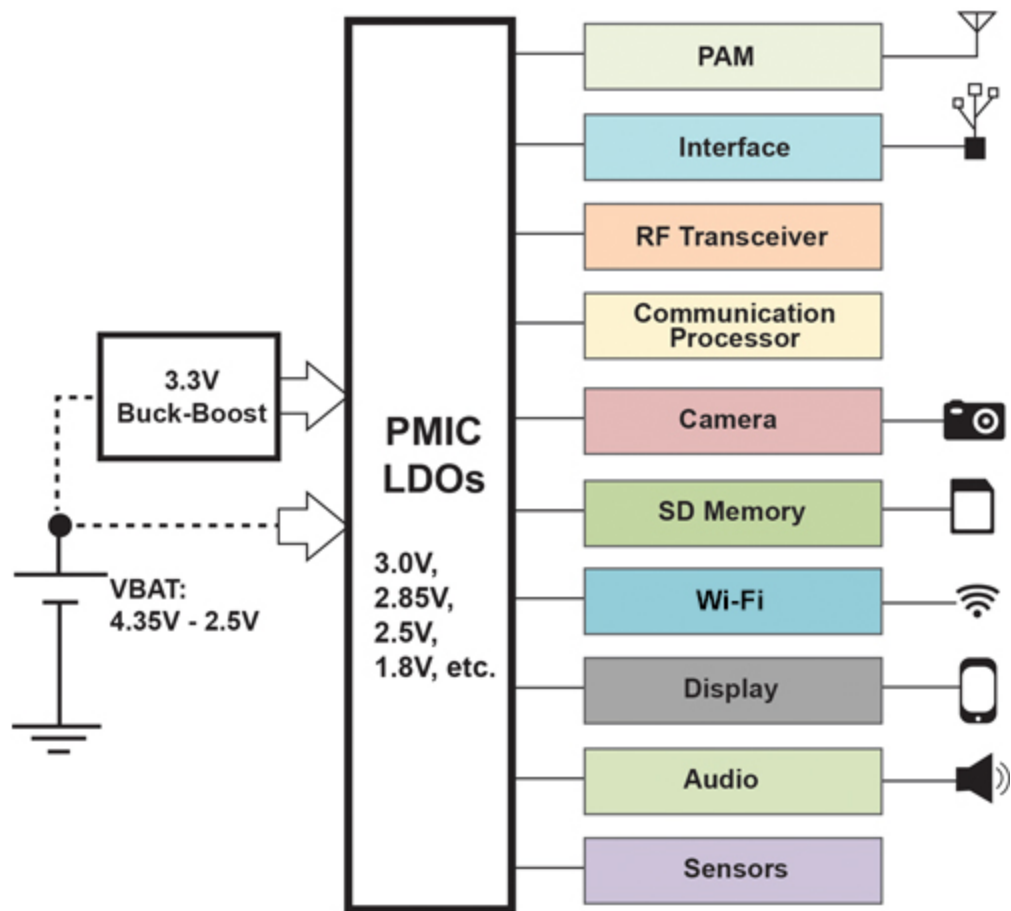 3.3V
Buck-Boost
VBAT:
4.35V - 2.5V
PMIC
LDOs
3.0V,
2.85V,
2.5V,
1.8V, etc.
PAM
Interface
RF Transceiver
Communication
Processor
Camera
SD Memory
Wi-Fi
Display
Audio
Sensors